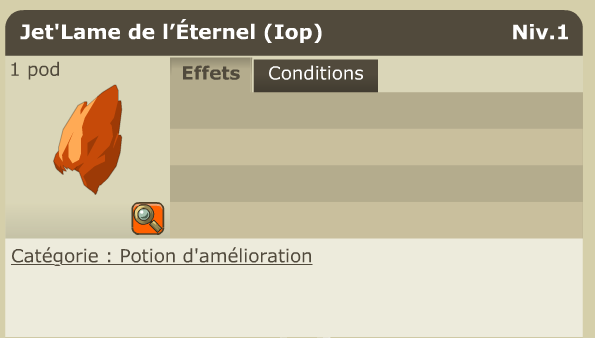 Jet'Lame de l’Éternel (Iop) Niv.1
1 pod Effets Conditions
Catégorie : Potion d'amélioration